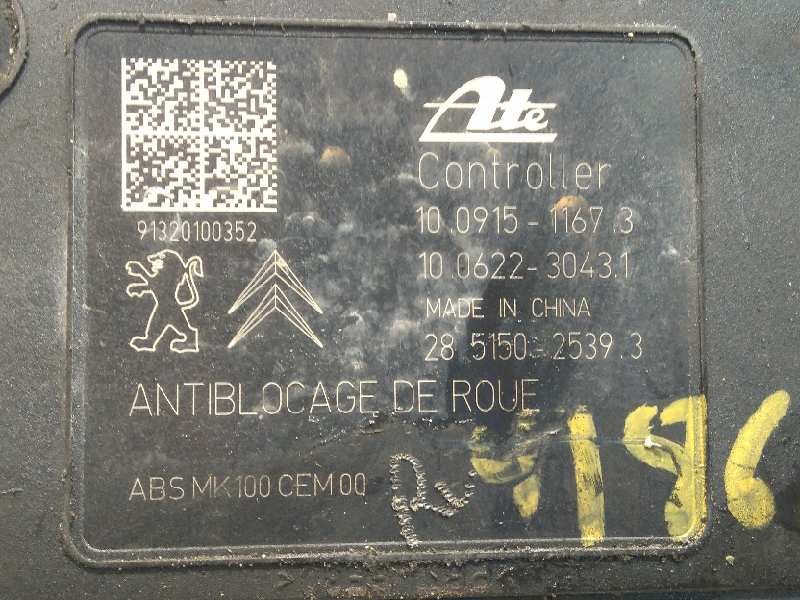 Ate
Controller
10.0915-1167.3
91320100352
10.0622-3043.1
MADE IN CHINA
28.5150-2539.3
ANTIBLOCAGE DE ROUE
ABS MK100 CEM 00
4186